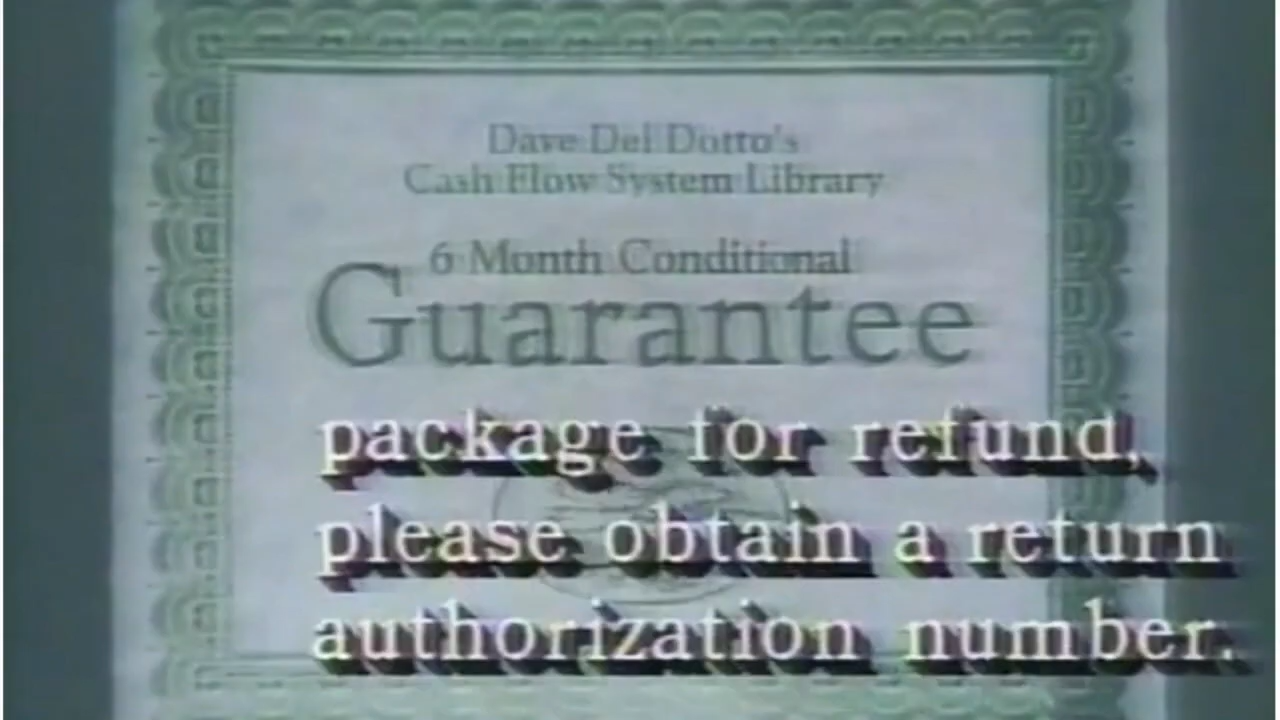 Dave Del Dotto's
Cash Flow System Library
6 Month Conditional
Guarantee
package for refund,
please obtain a return
authorization number.